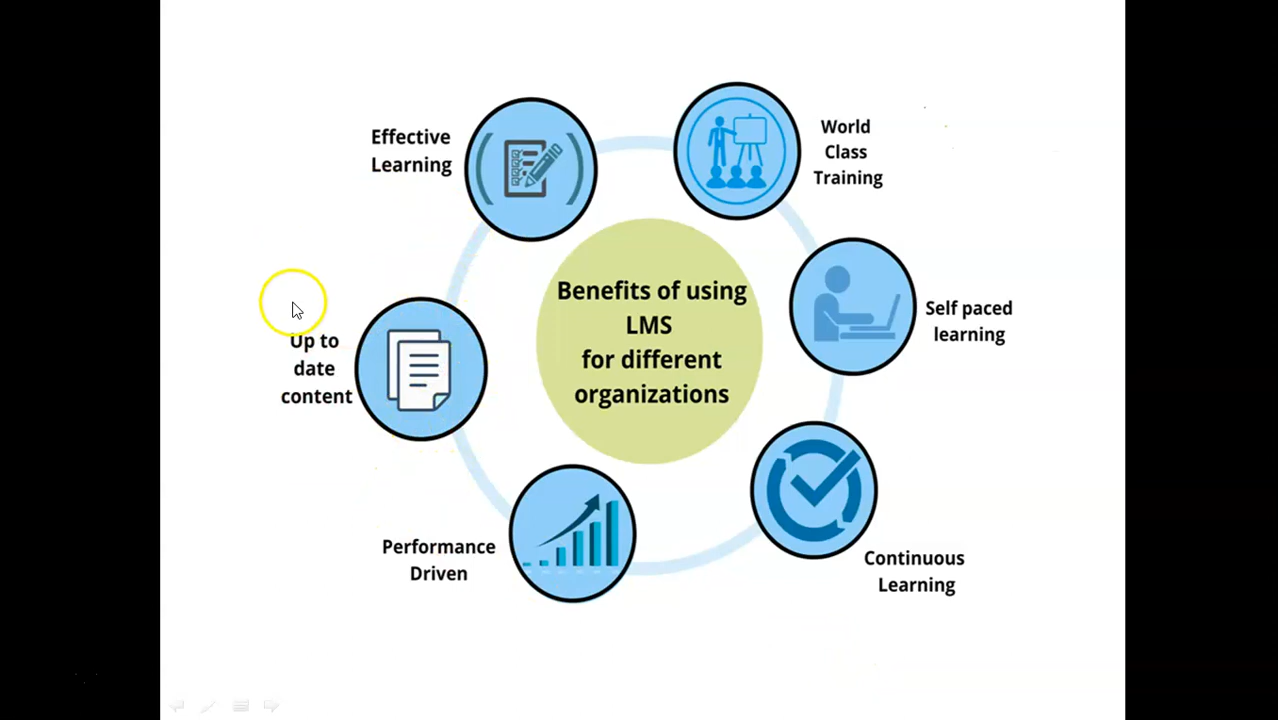 Effective
Learning
World
Class
Training
Benefits of using
LMS
for different
organizations
Self paced
learning
Up to
date
content
Performance
Driven
Continuous
Learning